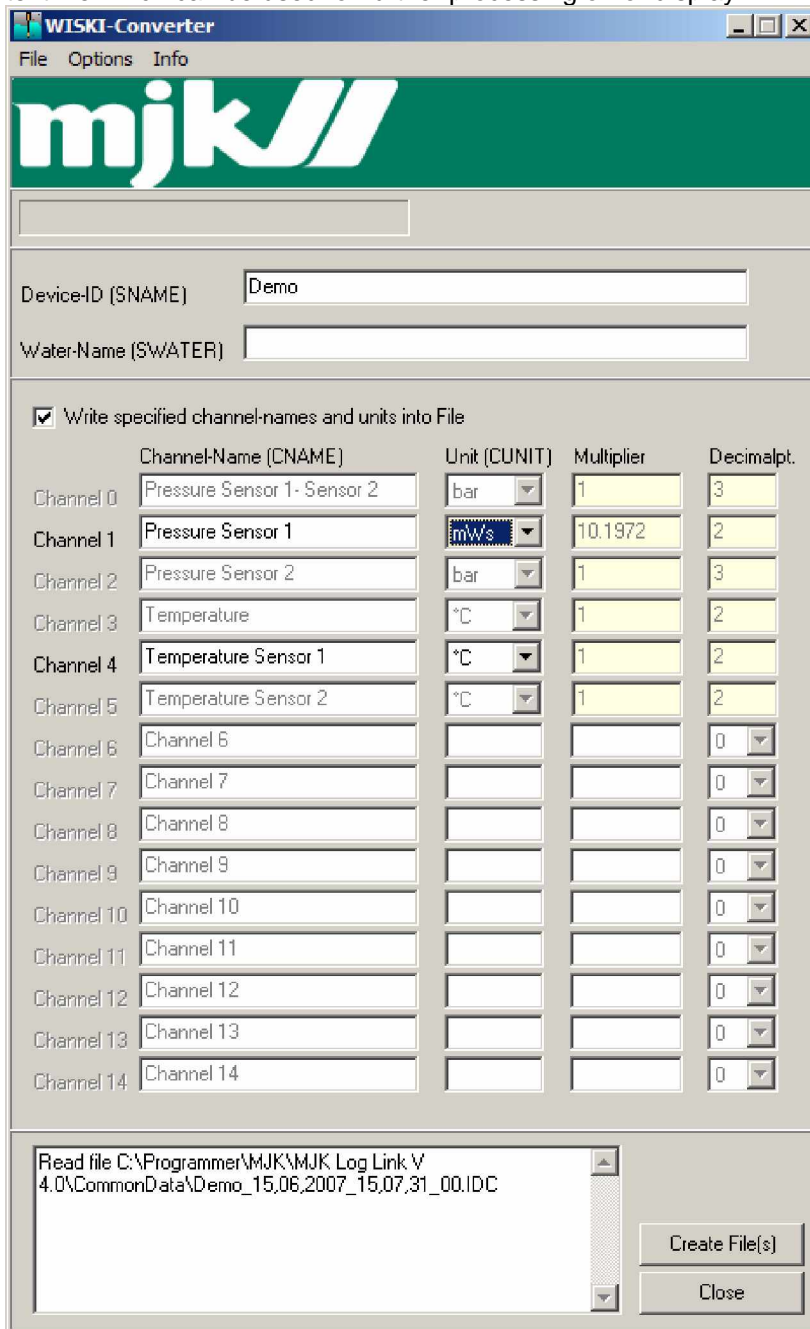 WISKI-Converter
File Options Info
mjk
Device-ID (SNAME) Demo
Water-Name (SWATER)
Write specified channel-names and units into File
Channel-Name (CNAME) Unit (CUNIT) Multiplier Decimalpt.
Channel 0 Pressure Sensor 1- Sensor 2 bar 1 3
Channel 1 Pressure Sensor 1 mWs 10.1972 2
Channel 2 Pressure Sensor 2 bar 1 3
Channel 3 Temperature °C 1 2
Channel 4 Temperature Sensor 1 °C 1 2
Channel 5 Temperature Sensor 2 °C 1 2
Channel 6 Channel 6 0
Channel 7 Channel 7 0
Channel 8 Channel 8 0
Channel 9 Channel 9 0
Channel 10 Channel 10 0
Channel 11 Channel 11 0
Channel 12 Channel 12 0
Channel 13 Channel 13 0
Channel 14 Channel 14 0
Read file C:\Programmer\MJK\MJK Log Link V
4.0\CommonData\Demo_15,06,2007_15,07,31_00.IDC
Create File(s)
Close